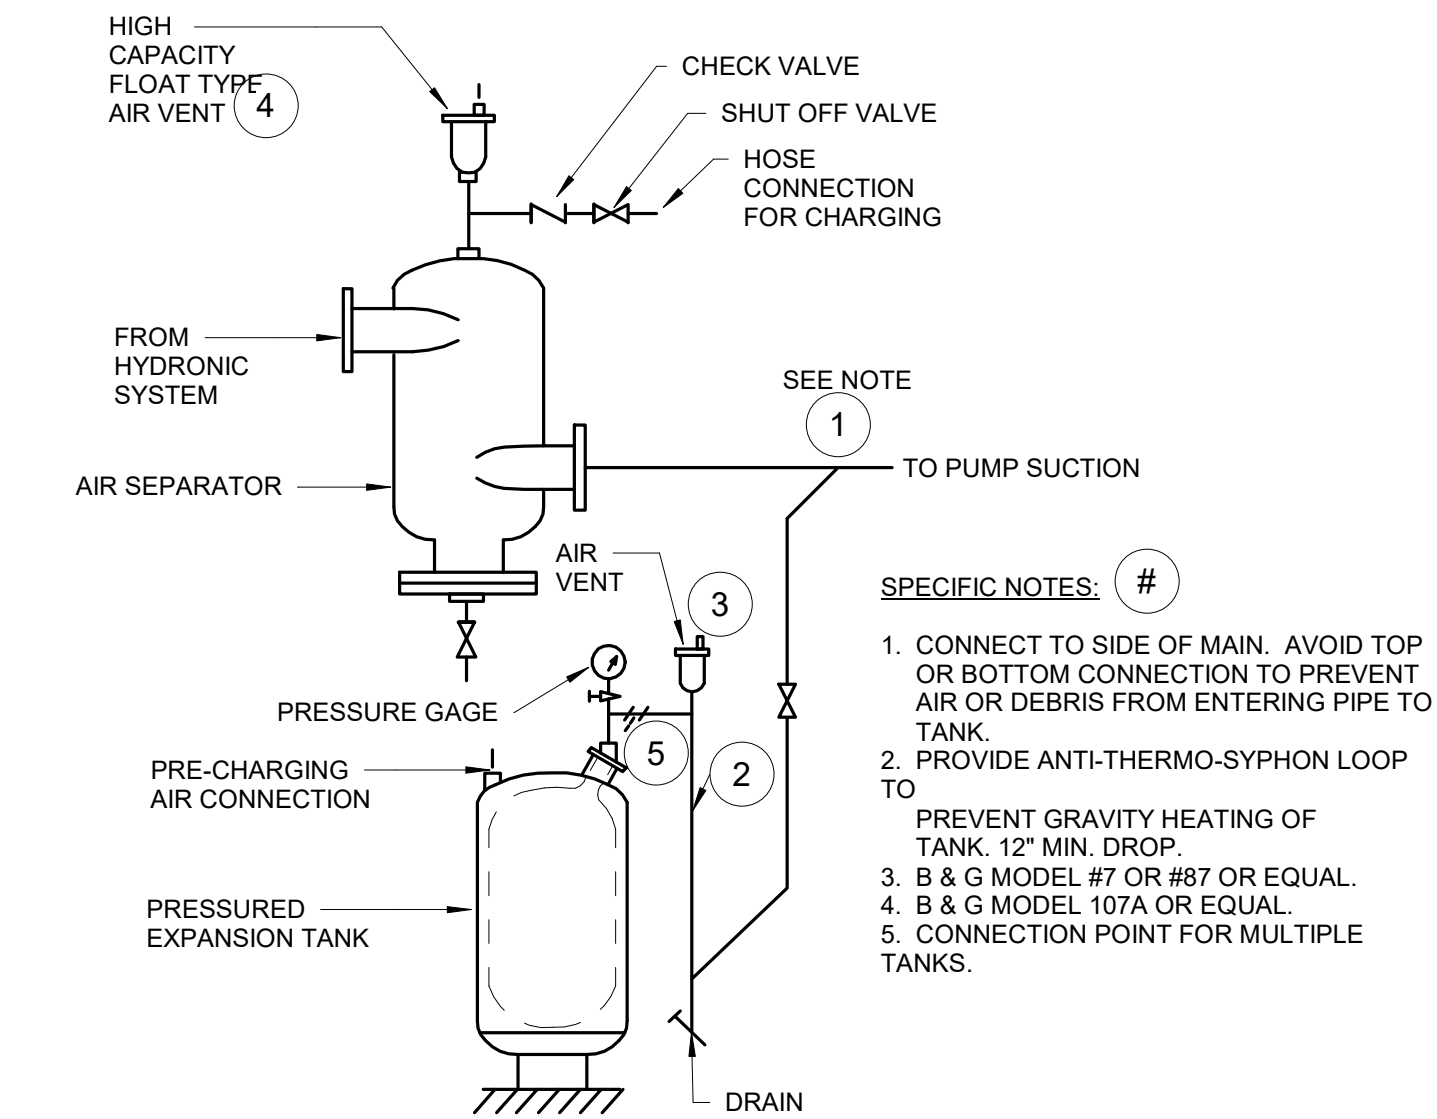 HIGH
CAPACITY
FLOAT TYPE
AIR VENT
4
CHECK VALVE
SHUT OFF VALVE
HOSE
CONNECTION
FOR CHARGING
FROM
HYDRONIC
SYSTEM
SEE NOTE
1
TO PUMP SUCTION
AIR SEPARATOR
AIR
VENT
3
PRESSURE GAGE
5
2
PRE-CHARGING
AIR CONNECTION
PRESSURED
EXPANSION TANK
DRAIN
SPECIFIC NOTES:
#
1. CONNECT TO SIDE OF MAIN. AVOID TOP
OR BOTTOM CONNECTION TO PREVENT
AIR OR DEBRIS FROM ENTERING PIPE TO
TANK.
2. PROVIDE ANTI-THERMO-SYPHON LOOP
TO
PREVENT GRAVITY HEATING OF
TANK. 12" MIN. DROP.
3. B & G MODEL #7 OR #87 OR EQUAL.
4. B & G MODEL 107A OR EQUAL.
5. CONNECTION POINT FOR MULTIPLE
TANKS.